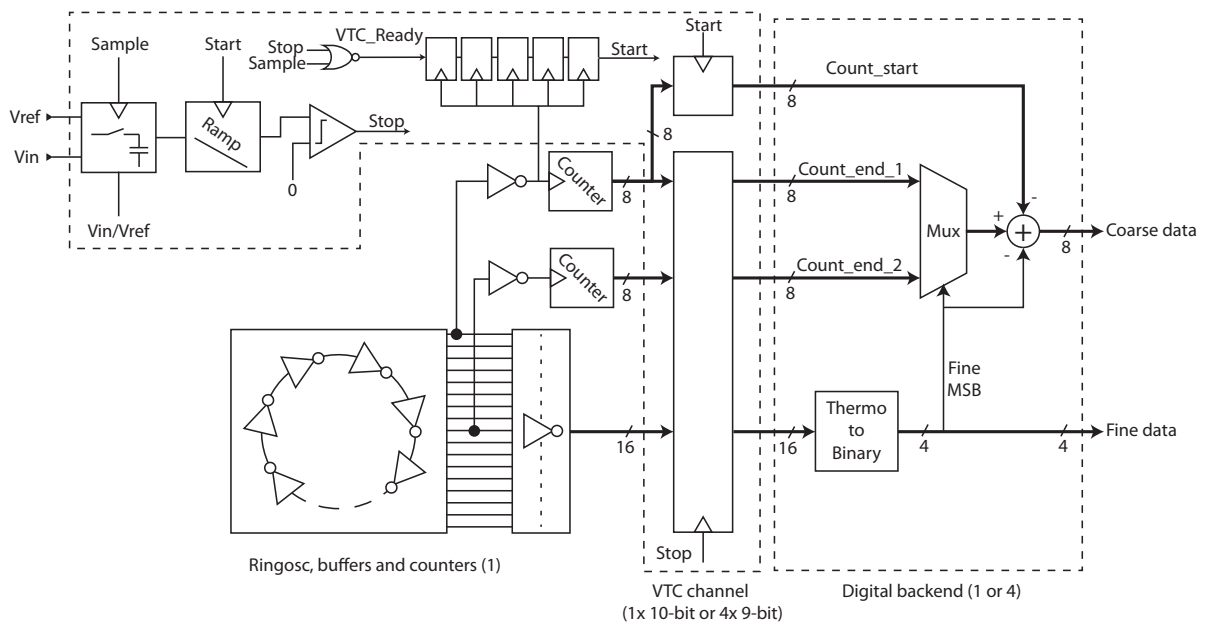 Sample
Start
Stop
Sample
VTC_Ready
Start
Start
Count_start
8
Vref
Vin
Ramp
Stop
0
Vin/Vref
8
Counter
8
Count_end_1
8
Mux
+
-
+
-
8
Coarse data
Counter
8
Count_end_2
8
Fine
MSB
16
16
Thermo
to
Binary
4
4
Fine data
Stop
Ringosc, buffers and counters (1)
VTC channel
(1x 10-bit or 4x 9-bit)
Digital backend (1 or 4)